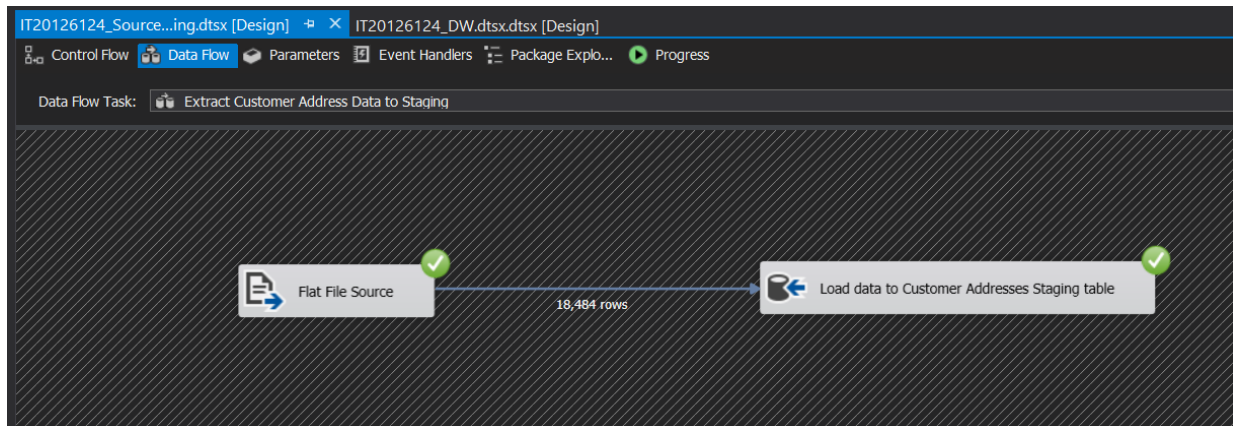 IT20126124_Source...ing.dtsx [Design] IT20126124_DW.dtsx.dtsx [Design]
Control Flow Data Flow Parameters Event Handlers Package Explo... Progress
Data Flow Task: Extract Customer Address Data to Staging
Flat File Source Load data to Customer Addresses Staging table
18,484 rows